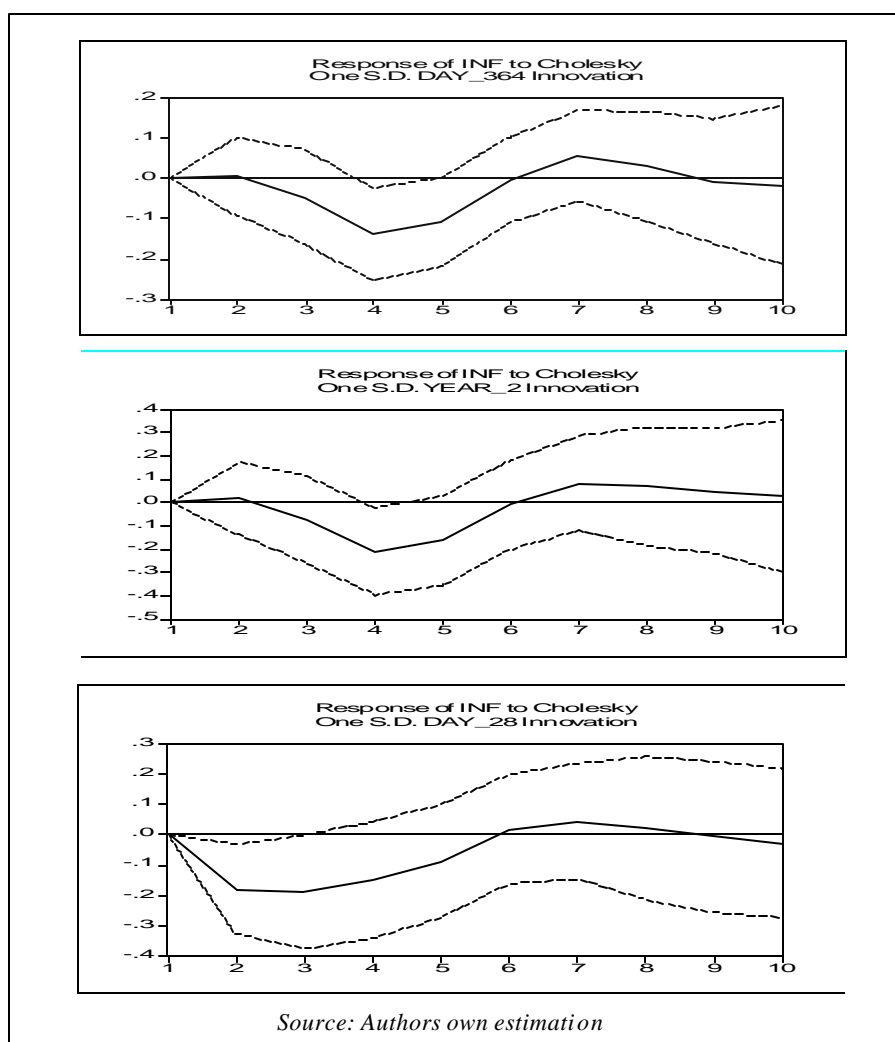 Response of INF to Cholesky
One S.D. DAY_364 Innovation
.2
.1
.0
-.1
-.2
-.3
1 2 3 4 5 6 7 8 9 10
Response of INF to Cholesky
One S.D. YEAR_2 Innovation
.4
.3
.2
.1
.0
-.1
-.2
-.3
-.4
-.5
1 2 3 4 5 6 7 8 9 10
Response of INF to Cholesky
One S.D. DAY_28 Innovation
.3
.2
.1
.0
-.1
-.2
-.3
-.4
1 2 3 4 5 6 7 8 9 10
Source: Authors own estimation